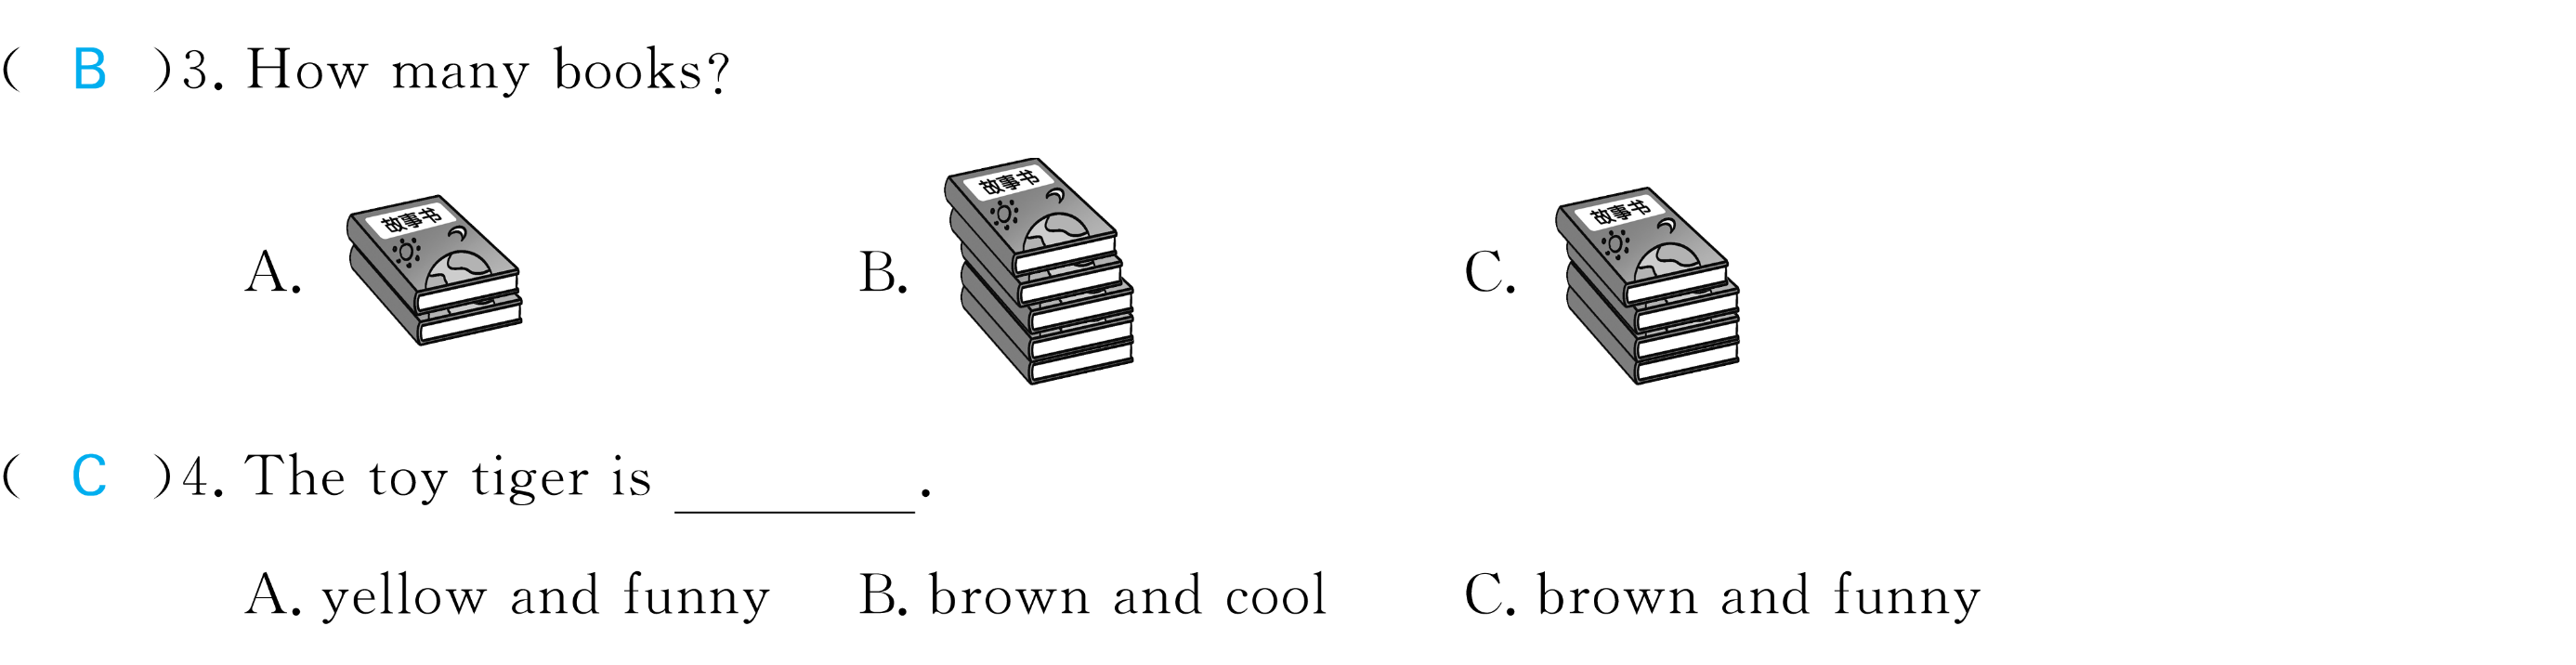 ( B )3. How many books?
A. 故事书 B. 故事书 C. 故事书
( C )4. The toy tiger is ________.
A. yellow and funny B. brown and cool C. brown and funny